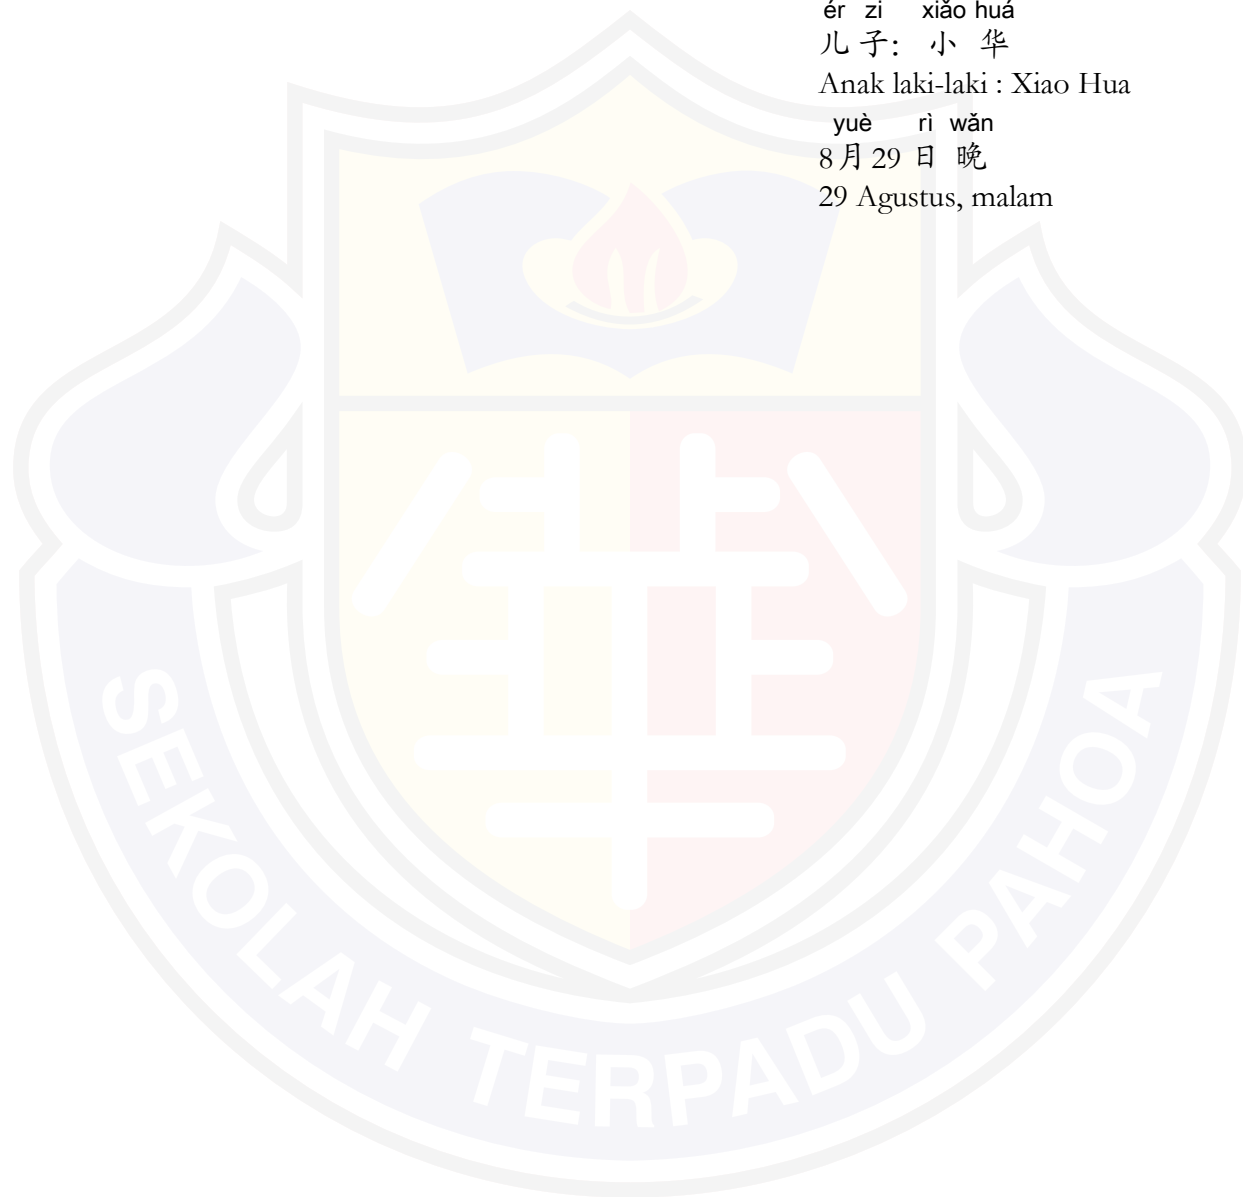 ér zi xiǎo huá
儿子: 小 华
Anak laki-laki : Xiao Hua
yuè rì wǎn
8月29 日 晚
29 Agustus, malam
SEKOLAH TERPADU PAHOA